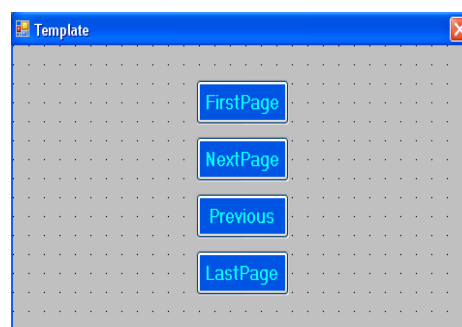 Template
FirstPage
NextPage
Previous
LastPage